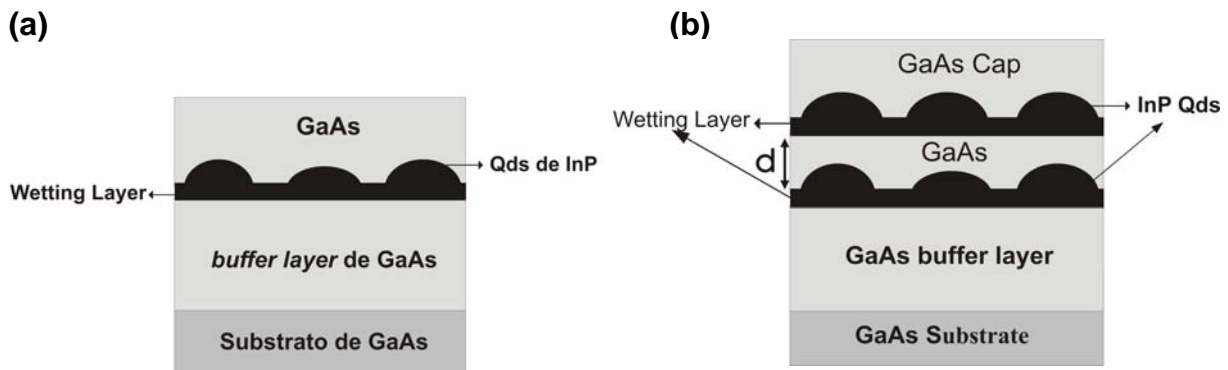 (a)
GaAs
Qds de InP
Wetting Layer
buffer layer de GaAs
Substrato de GaAs
(b)
GaAs Cap
InP Qds
Wetting Layer
GaAs
d
GaAs buffer layer
GaAs Substrate